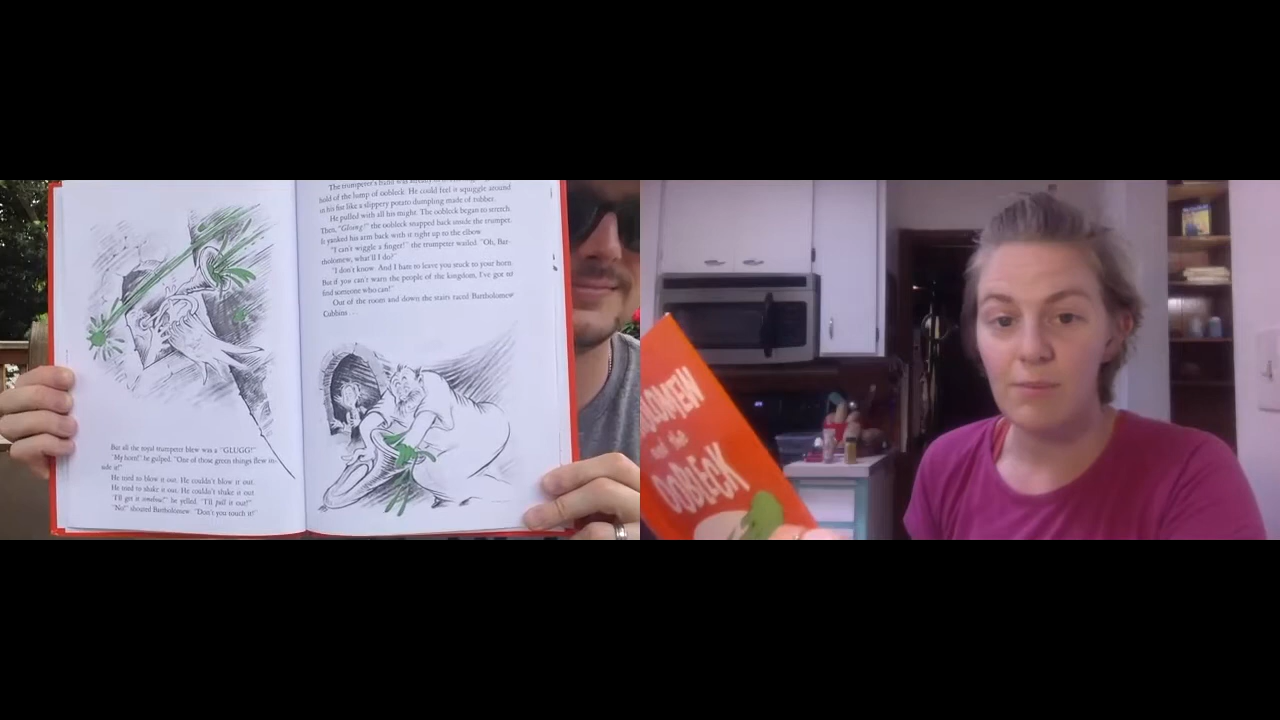 But all the royal trumpeter blew was a "GLUGG!"
"My horn!" he gulped. "One of those green things flew in-
side it!"
He tried to blow it out. He couldn't blow it out.
He tried to shake it out. He couldn't shake it out.
"I'll get it somehow!" he yelled. "I'll pull it out!"
"No!" shouted Bartholomew. "Don't you touch it!"
The trumpeter's hand was already
hold of the lump of oobleck. He could feel it squiggle around
in his fist like a slippery potato dumpling made of rubber.
He pulled with all his might. The oobleck began to stretch.
Then, "Gloing!" the oobleck snapped back inside the trumpet.
It yanked his arm back with it right up to the elbow.
"I can't wiggle a finger!" the trumpeter wailed. "Oh, Bar-
tholomew, what'll I do?"
"I don't know. And I hate to leave you stuck to your horn.
But if you can't warn the people of the kingdom, I've got to
find someone who can!"
Out of the room and down the stairs raced Bartholomew
Cubbins . . .
OLOMEW
and the
OOBLECK